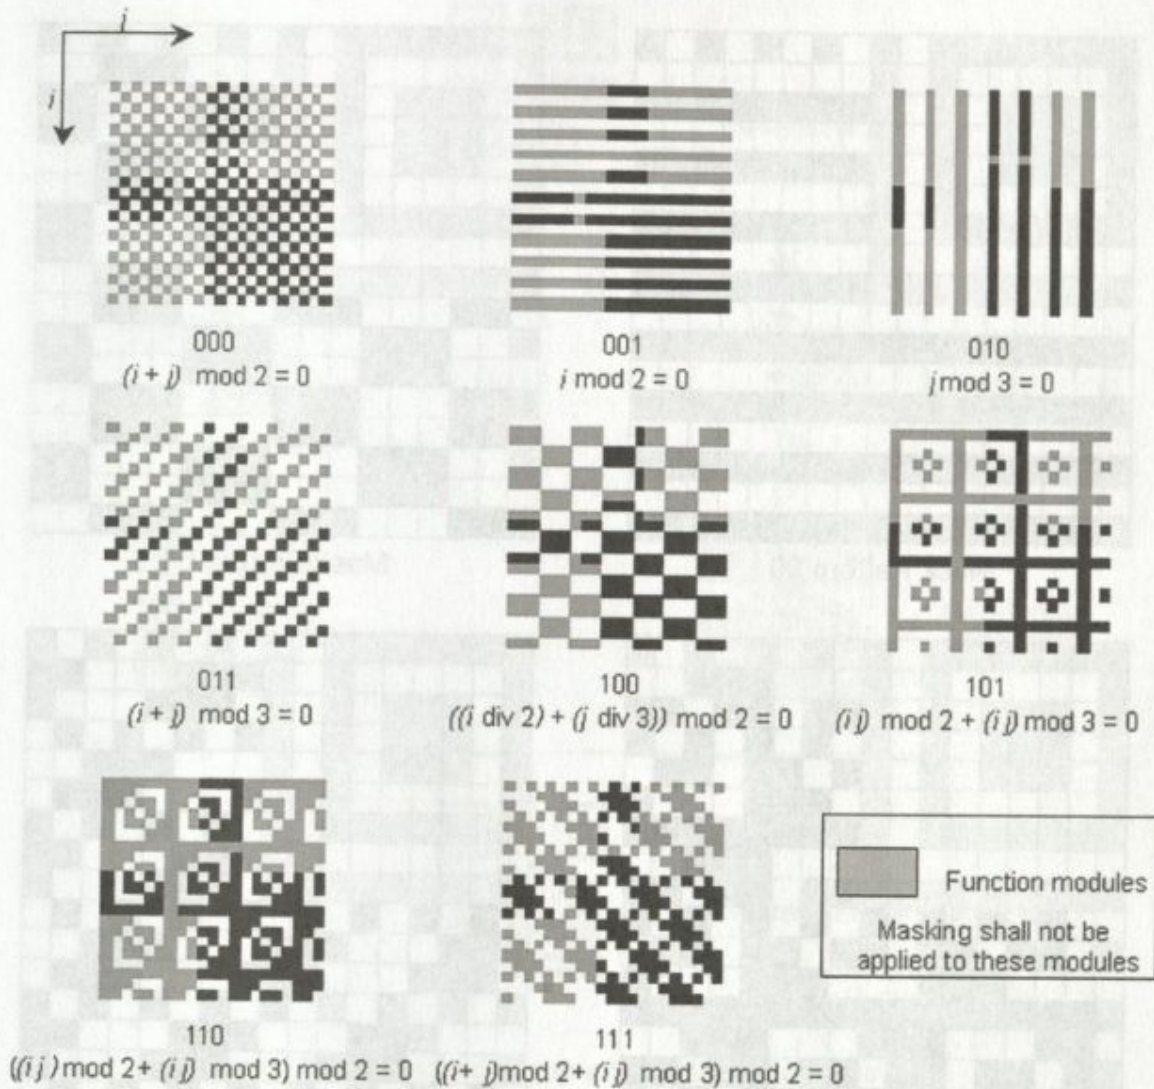 j
i
000
(i + j) mod 2 = 0
001
i mod 2 = 0
010
j mod 3 = 0
011
(i + j) mod 3 = 0
100
((i div 2) + (j div 3)) mod 2 = 0
101
(i j) mod 2 + (i j) mod 3 = 0
110
((i j) mod 2 + (i j) mod 3) mod 2 = 0
111
((i + j) mod 2 + (i j) mod 3) mod 2 = 0
Function modules
Masking shall not be
applied to these modules